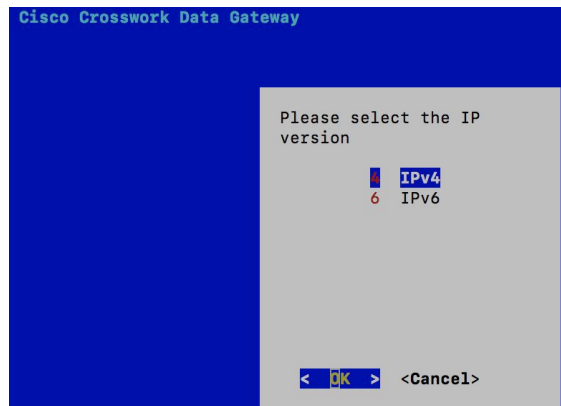 Cisco Crosswork Data Gateway
Please select the IP
version
4 IPv4
6 IPv6
< OK > <Cancel>